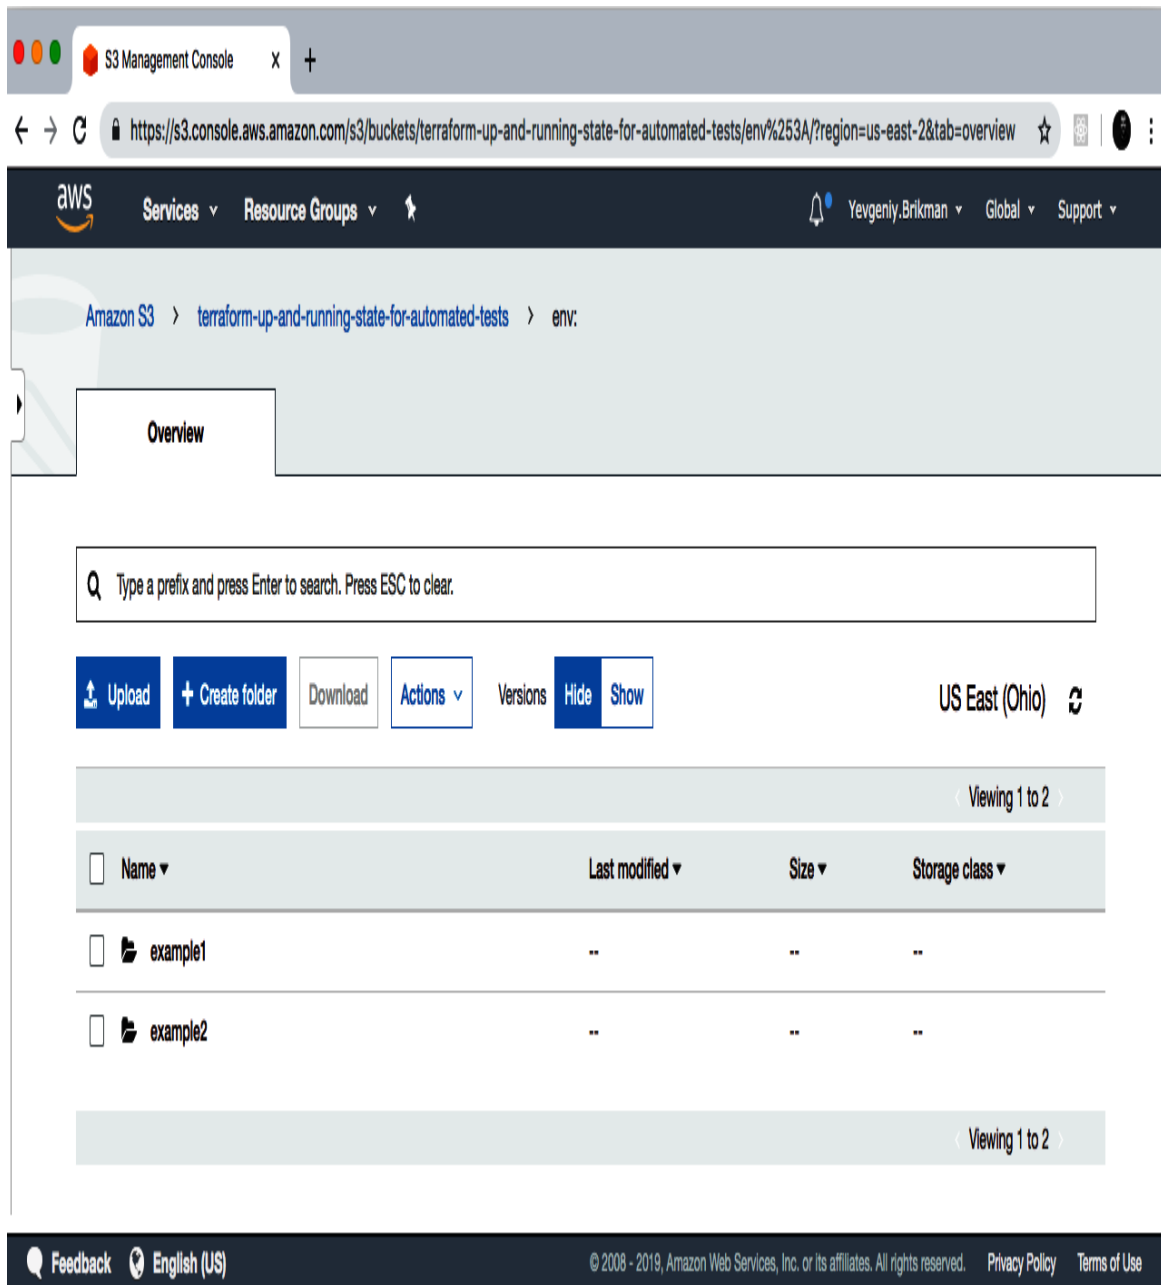 S3 Management Console x +
https://s3.console.aws.amazon.com/s3/buckets/terraform-up-and-running-state-for-automated-tests/env%253A/?region=us-east-2&tab=overview
aws Services Resource Groups Yevgeniy.Brikman Global Support
Amazon S3 > terraform-up-and-running-state-for-automated-tests > env:
Overview
Type a prefix and press Enter to search. Press ESC to clear.
Upload + Create folder Download Actions Versions Hide Show US East (Ohio)
Viewing 1 to 2
Name Last modified Size Storage class
example1 -- -- --
example2 -- -- --
Viewing 1 to 2
Feedback English (US) © 2008 - 2019, Amazon Web Services, Inc. or its affiliates. All rights reserved. Privacy Policy Terms of Use